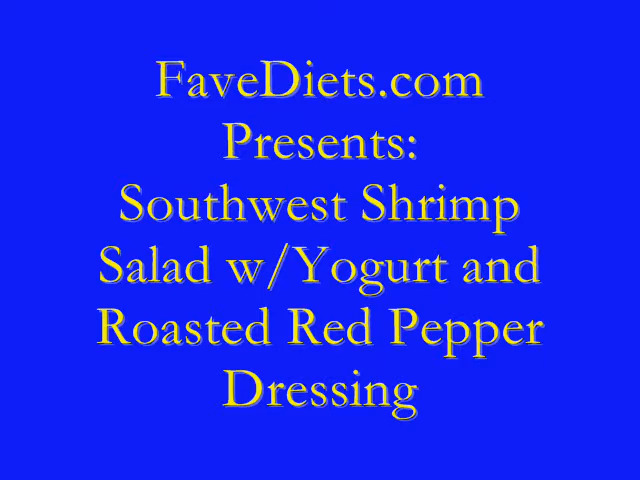 FaveDiets.com
Presents:
Southwest Shrimp
Salad w/Yogurt and
Roasted Red Pepper
Dressing